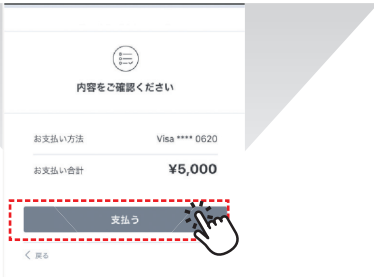 内容をご確認ください
お支払い方法 Visa **** 0620
お支払い合計 ¥5,000
支払う
< 戻る